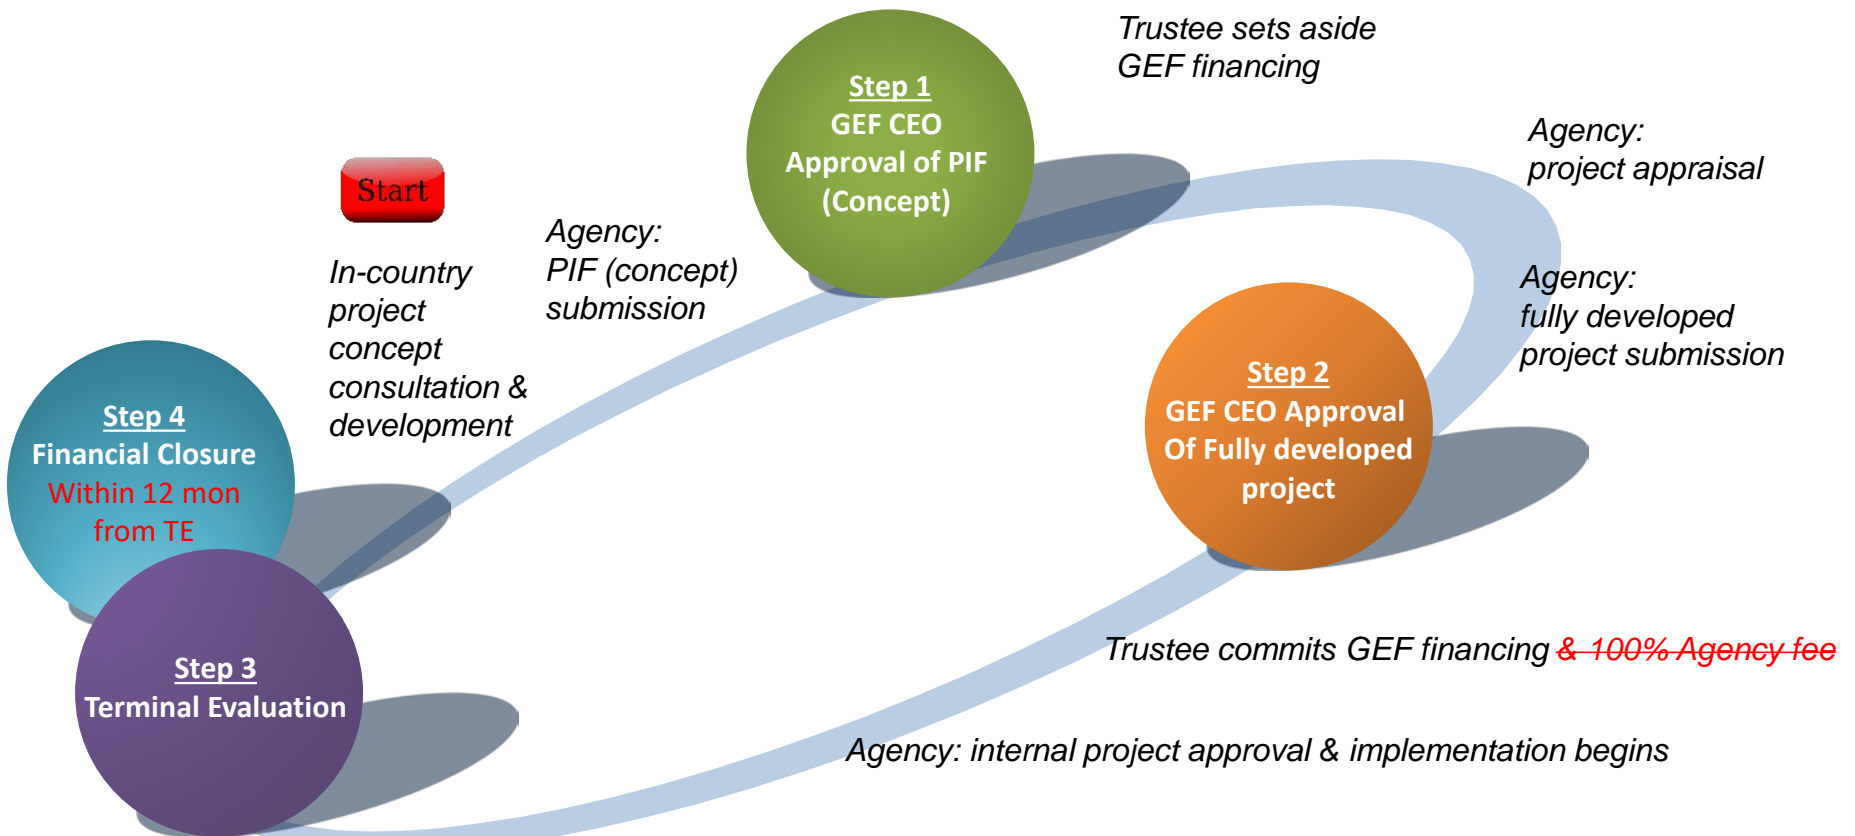 Start
In-country
project
concept
consultation &
development
Agency:
PIF (concept)
submission
Step 1
GEF CEO
Approval of PIF
(Concept)
Trustee sets aside
GEF financing
Agency:
project appraisal
Agency:
fully developed
project submission
Step 2
GEF CEO Approval
Of Fully developed
project
Trustee commits GEF financing & 100% Agency fee
Agency: internal project approval & implementation begins
Step 3
Terminal Evaluation
Step 4
Financial Closure
Within 12 mon
from TE